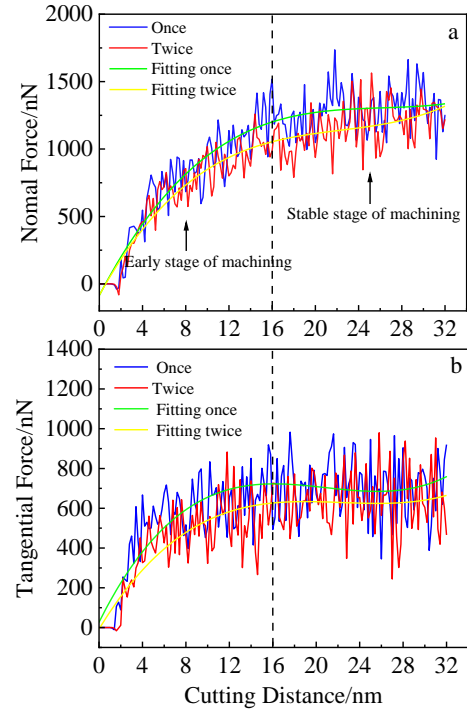 2000
1500
1000
500
0
Nomal Force/nN
a
Once
Twice
Fitting once
Fitting twice
Stable stage of machining
Early stage of machining
0 4 8 12 16 20 24 28 32
1400
1200
1000
800
600
400
200
0
Tangential Force/nN
b
Once
Twice
Fitting once
Fitting twice
0 4 8 12 16 20 24 28 32
Cutting Distance/nm